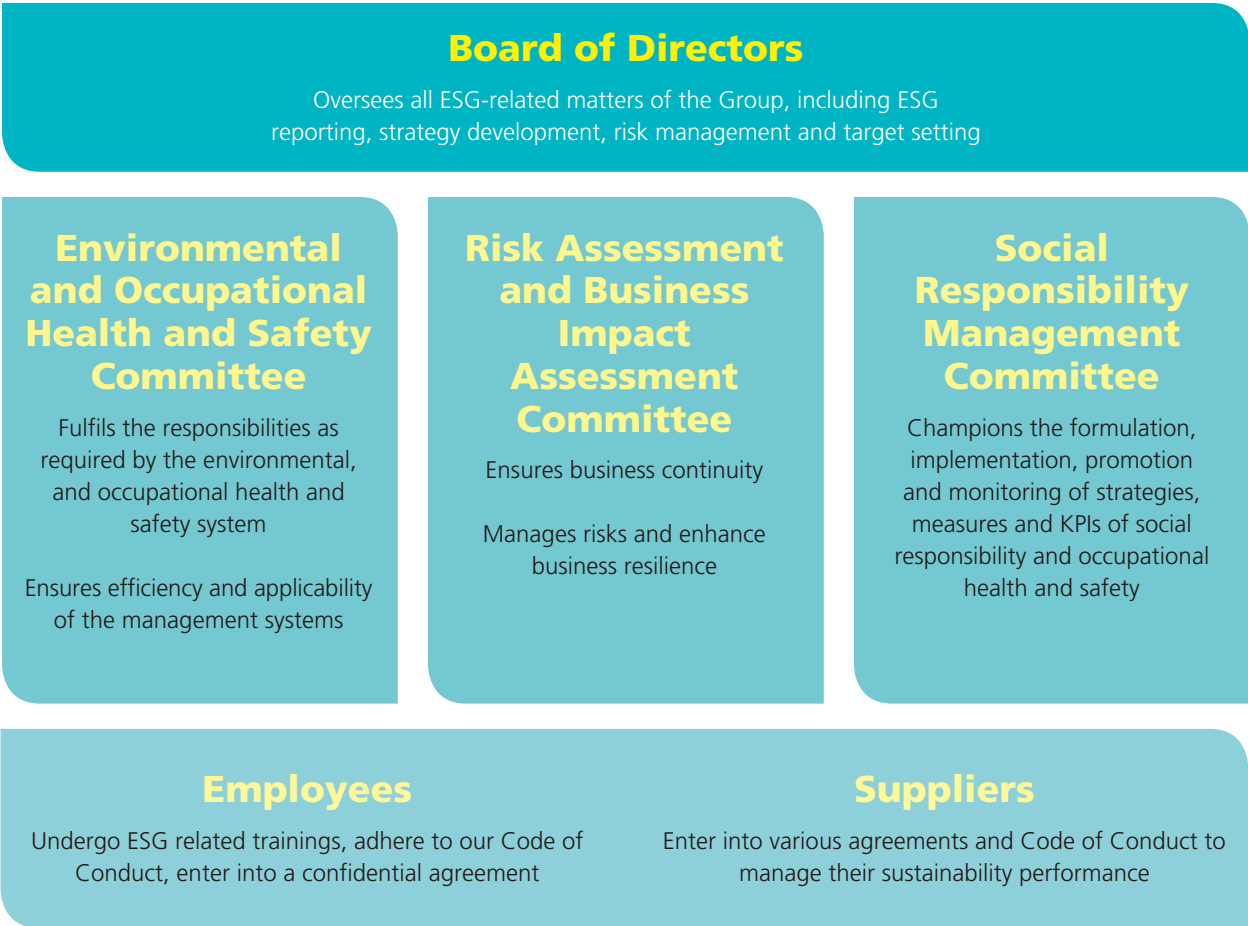 Board of Directors
Oversees all ESG-related matters of the Group, including ESG
reporting, strategy development, risk management and target setting
Environmental
and Occupational
Health and Safety
Committee
Fulfils the responsibilities as
required by the environmental,
and occupational health and
safety system
Ensures efficiency and applicability
of the management systems
Risk Assessment
and Business
Impact
Assessment
Committee
Ensures business continuity
Manages risks and enhance
business resilience
Social
Responsibility
Management
Committee
Champions the formulation,
implementation, promotion
and monitoring of strategies,
measures and KPIs of social
responsibility and occupational
health and safety
Employees
Undergo ESG related trainings, adhere to our Code of
Conduct, enter into a confidential agreement
Suppliers
Enter into various agreements and Code of Conduct to
manage their sustainability performance